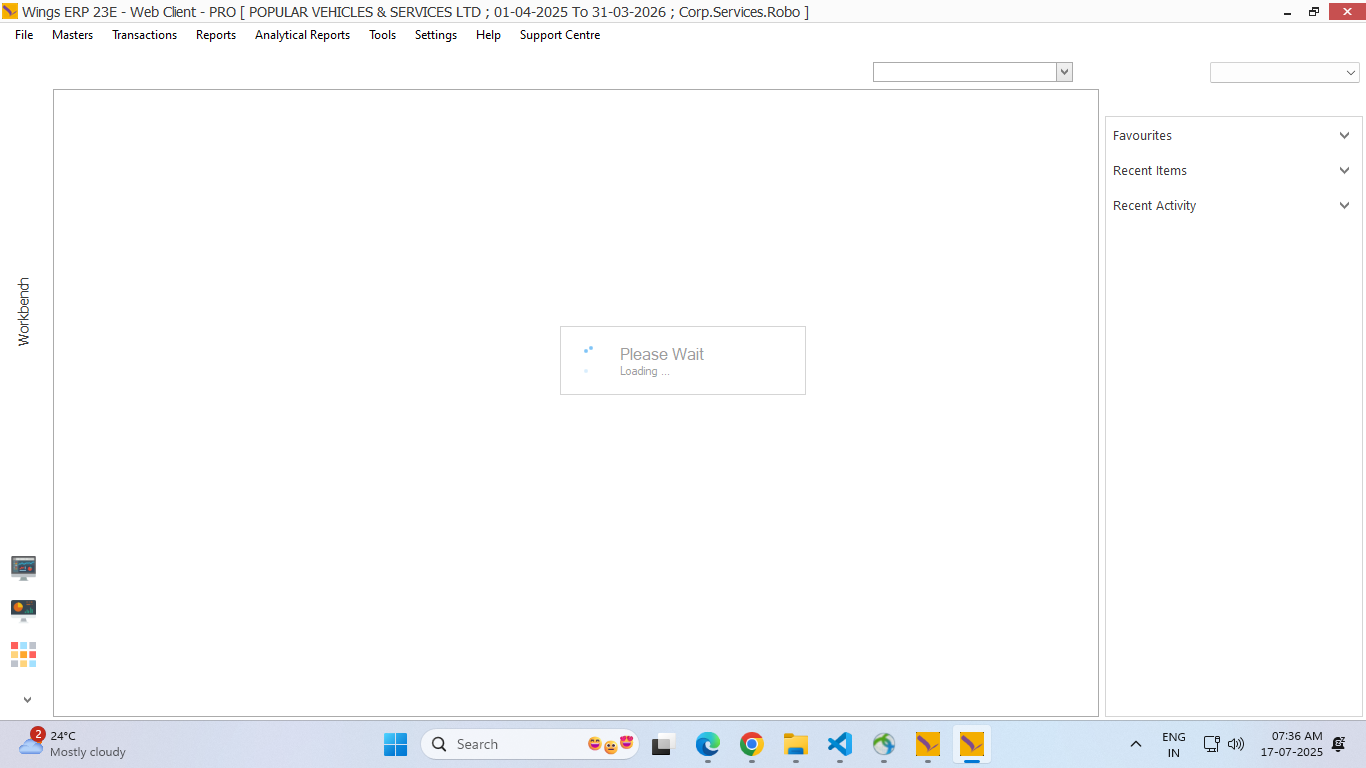 Wings ERP 23E - Web Client - PRO [ POPULAR VEHICLES & SERVICES LTD ; 01-04-2025 To 31-03-2026 ; Corp.Services.Robo ]
File Masters Transactions Reports Analytical Reports Tools Settings Help Support Centre
Favourites
Recent Items
Recent Activity
Workbench
Please Wait
Loading ...
2
24°C
Mostly cloudy
Search
ENG
IN
07:36 AM
17-07-2025